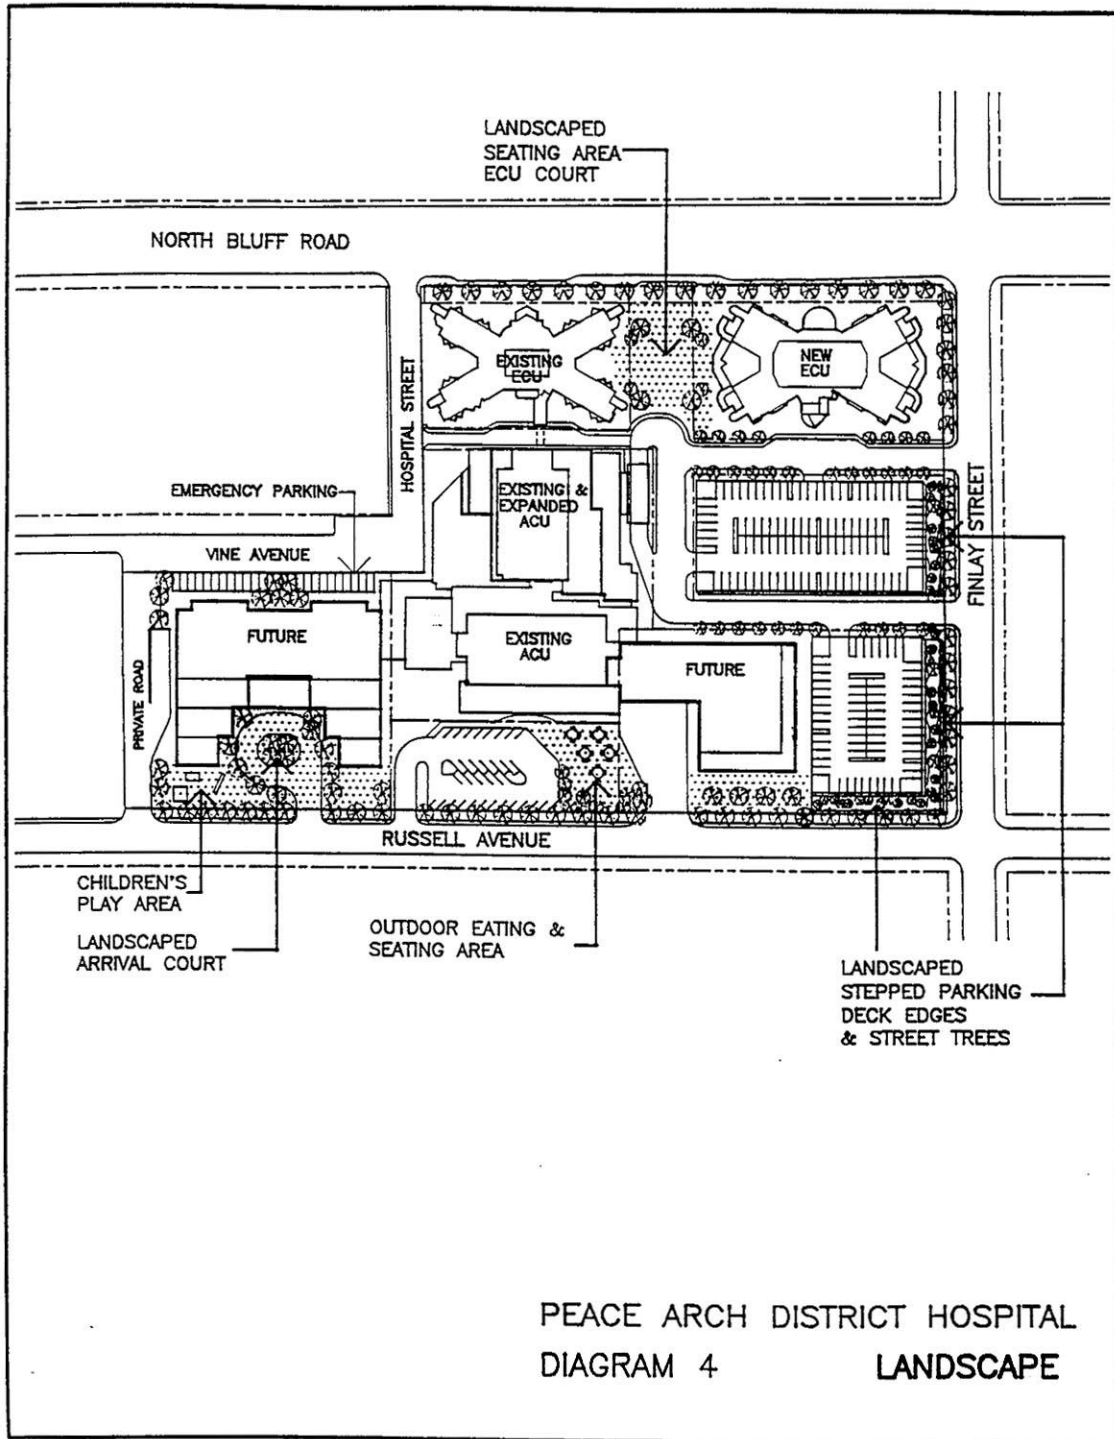 LANDSCAPED
SEATING AREA
ECU COURT
NORTH BLUFF ROAD
HOSPITAL STREET
EXISTING
ECU
NEW
ECU
EMERGENCY PARKING
EXISTING &
EXPANDED
ACU
FINLAY STREET
VINE AVENUE
FUTURE
EXISTING
ACU
FUTURE
PRIVATE ROAD
RUSSELL AVENUE
CHILDREN'S
PLAY AREA
LANDSCAPED
ARRIVAL COURT
OUTDOOR EATING &
SEATING AREA
LANDSCAPED
STEPPED PARKING
DECK EDGES
& STREET TREES
PEACE ARCH DISTRICT HOSPITAL
DIAGRAM 4 LANDSCAPE